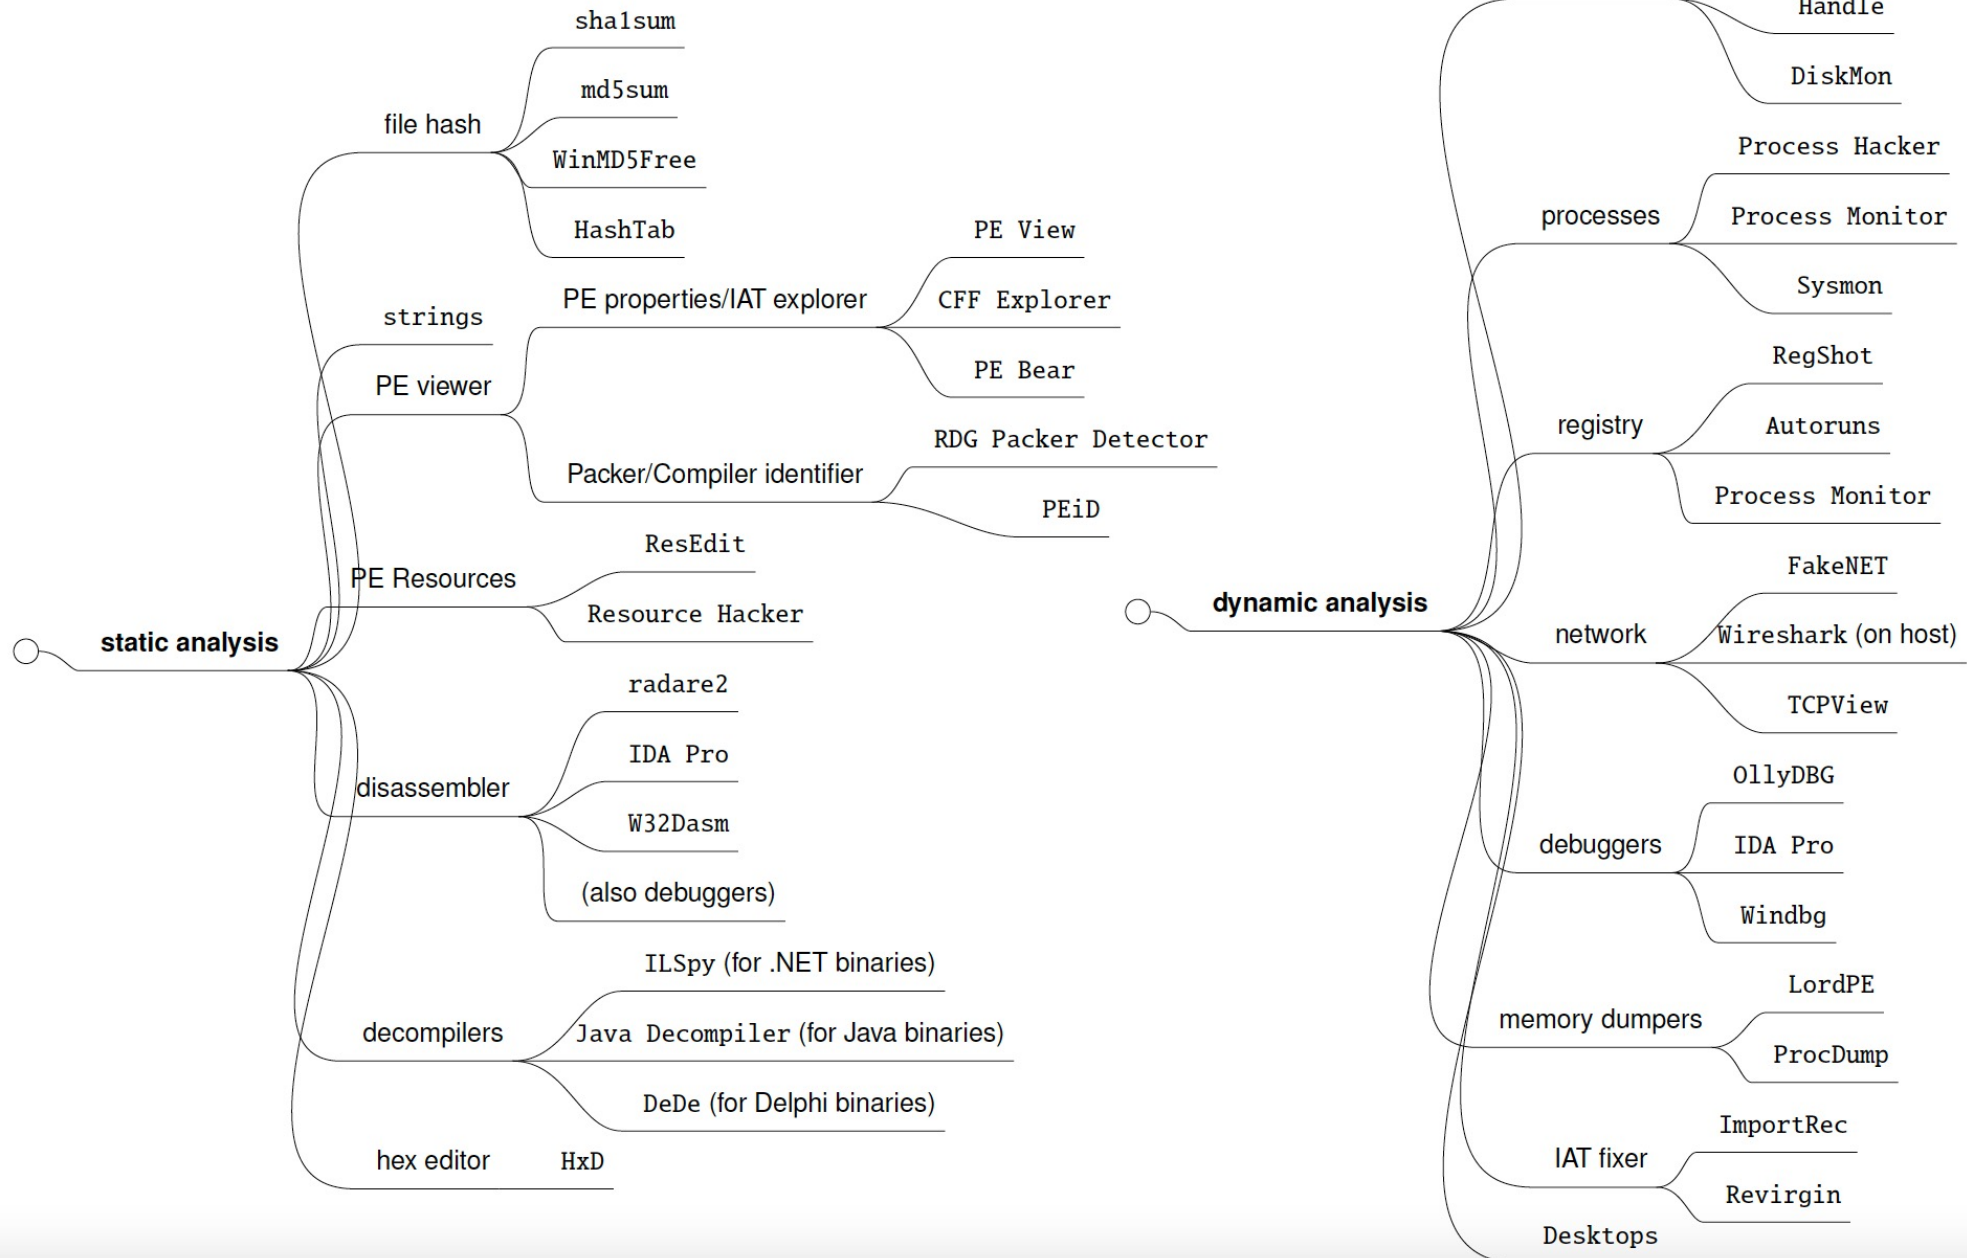 sha1sum
md5sum
file hash
WinMD5Free
HashTab
strings
PE View
PE properties/IAT explorer
CFF Explorer
PE Bear
PE viewer
RDG Packer Detector
Packer/Compiler identifier
PEiD
ResEdit
PE Resources
Resource Hacker
static analysis
radare2
IDA Pro
disassembler
W32Dasm
(also debuggers)
ILSpy (for .NET binaries)
decompilers
Java Decompiler (for Java binaries)
DeDe (for Delphi binaries)
hex editor
HxD
Handle
DiskMon
Process Hacker
processes
Process Monitor
Sysmon
RegShot
registry
Autoruns
Process Monitor
dynamic analysis
FakeNET
network
Wireshark (on host)
TCPView
OllyDBG
debuggers
IDA Pro
Windbg
LordPE
memory dumpers
ProcDump
ImportRec
IAT fixer
Revirgin
Desktops